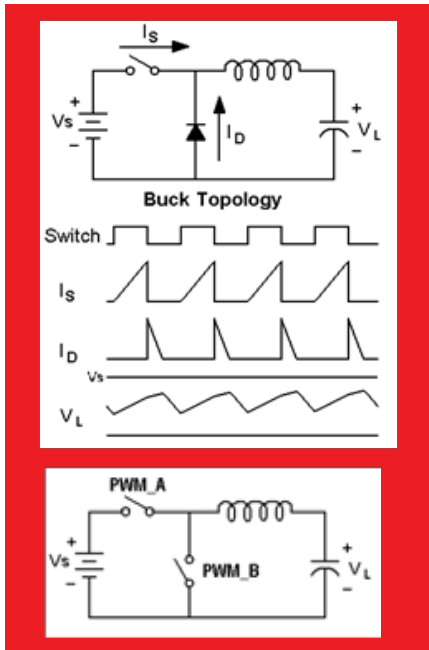 IS
+
Vs
−
ID
+
VL
−
Buck Topology
Switch
IS
ID
Vs
VL
PWM_A
+
Vs
−
PWM_B
+
VL
−